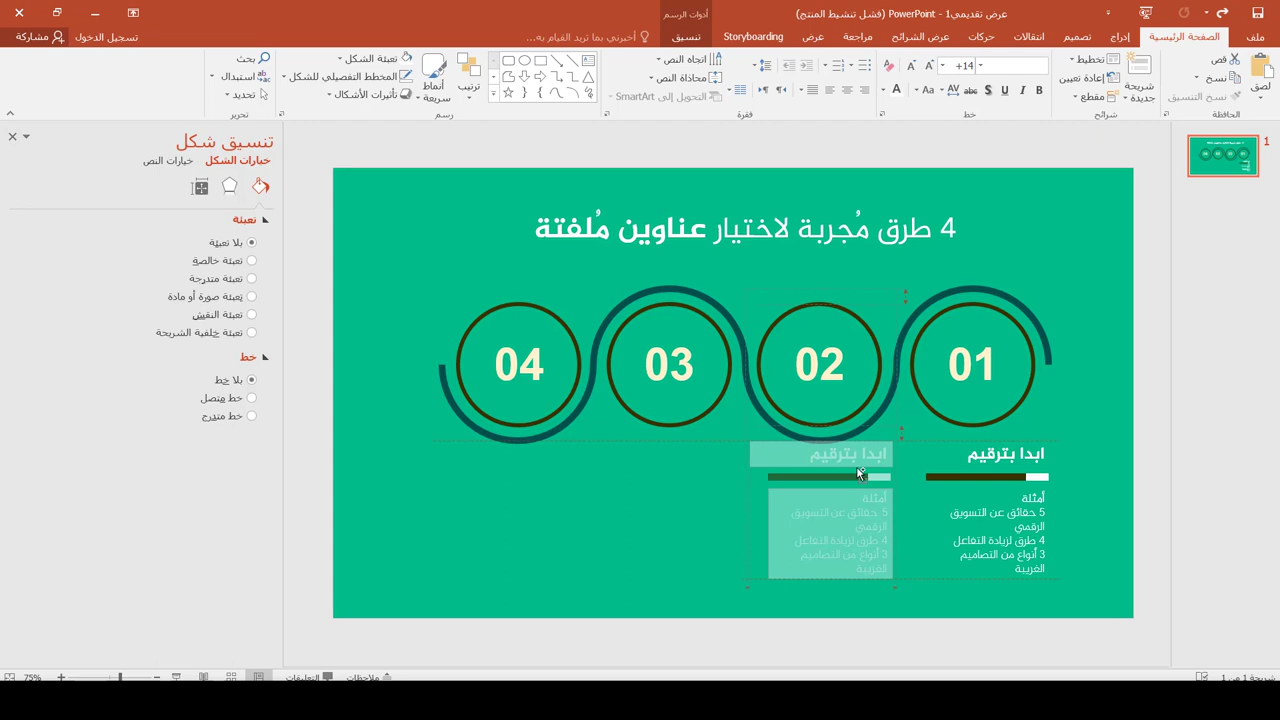 عرض تقديمي1 - PowerPoint (فشل تنشيط المنتج)
أدوات الرسم
ملف
الصفحة الرئيسية
إدراج
تصميم
انتقالات
حركات
عرض الشرائح
مراجعة
عرض
Storyboarding
تنسيق
أخبرني بما تريد القيام به...
تسجيل الدخول
مشاركة
لصق
قص
نسخ
نسخ التنسيق
الحافظة
شريحة
جديدة
تخطيط
إعادة تعيين
مقطع
شرائح
+14
خط
فقرة
اتجاه النص
محاذاة النص
التحويل إلى SmartArt
ترتيب
أنماط
سريعة
تعبئة الشكل
المخطط التفصيلي للشكل
تأثيرات الأشكال
رسم
بحث
استبدال
تحديد
تحرير
1
تنسيق شكل
خيارات الشكل
خيارات النص
تعبئة
بلا تعبئة
تعبئة خالصة
تعبئة متدرجة
تعبئة صورة أو مادة
تعبئة النقش
تعبئة خلفية الشريحة
خط
بلا خط
خط متصل
خط متدرج
4 طرق مُجربة لاختيار عناوين مُلفتة
01
02
03
04
ابدا بترقيم
أمثلة
5 حقائق عن التسويق
الرقمي
4 طرق لزيادة التفاعل
3 أنواع من التصاميم
الغريبة
ابدا بترقيم
أمثلة
5 حقائق عن التسويق
الرقمي
4 طرق لزيادة التفاعل
3 أنواع من التصاميم
الغريبة
شريحة 1 من 1
ملاحظات
التعليقات
75%